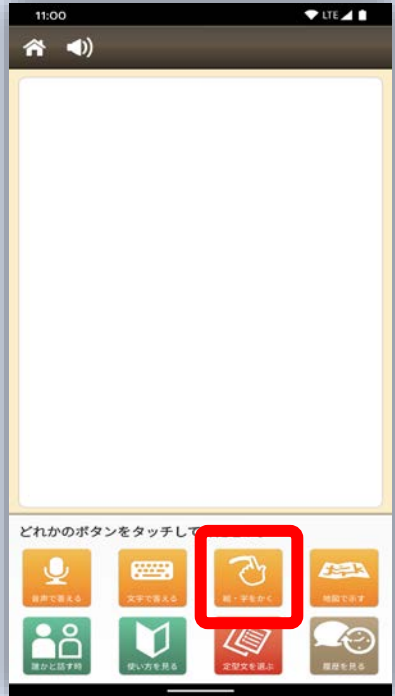 11:00
LTE
どれかのボタンをタッチして
音声で答える
文字で答える
絵・字をかく
地図で示す
誰かと話す時
使い方を見る
定型文を選ぶ
履歴を見る